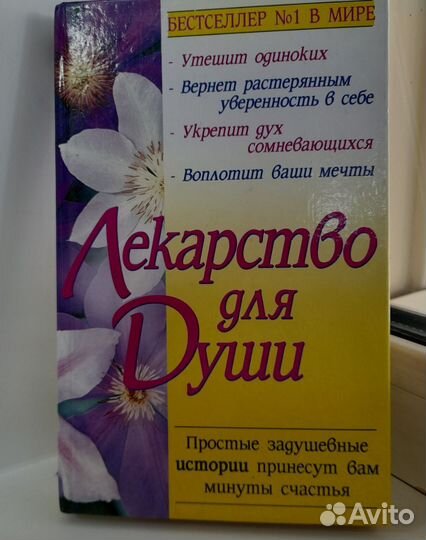 БЕСТСЕЛЛЕР №1 В МИРЕ
- Утешит одиноких
- Вернет растерянным
уверенность в себе
- Укрепит дух
сомневающихся
- Воплотит ваши мечты
Лекарство
для
Души
Простые задушевные
истории принесут вам
минуты счастья
Avito